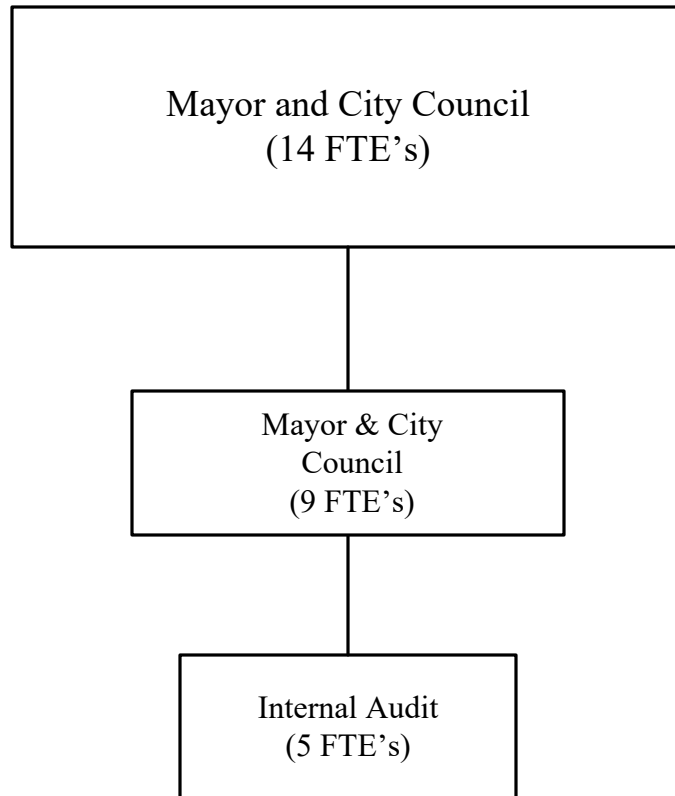 Mayor and City Council
(14 FTE’s)
Mayor & City
Council
(9 FTE’s)
Internal Audit
(5 FTE’s)